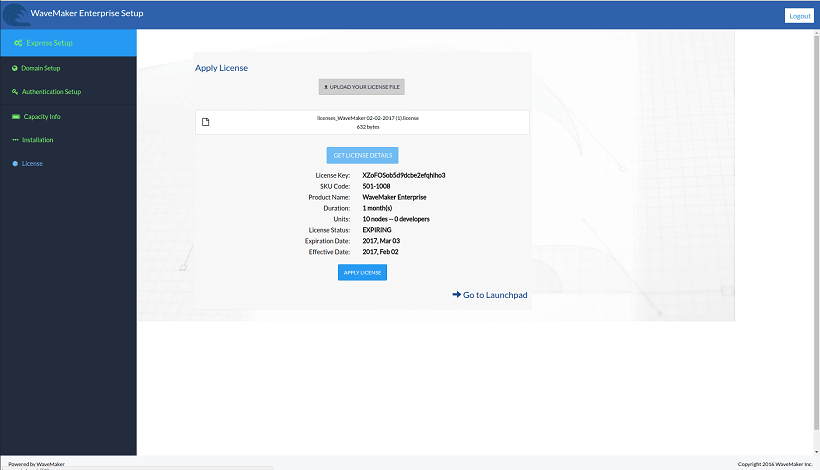 WaveMaker Enterprise Setup
Logout
Express Setup
Domain Setup
Authentication Setup
Capacity Info
Installation
License
Apply License
UPLOAD YOUR LICENSE FILE
licenses_WaveMaker 02-02-2017 (1).license
632 bytes
GET LICENSE DETAILS
License Key: XZoFOSob5d9dcbe2efqhiho3
SKU Code: 501-1008
Product Name: WaveMaker Enterprise
Duration: 1 month(s)
Units: 10 nodes -- 0 developers
License Status: EXPIRING
Expiration Date: 2017, Mar 03
Effective Date: 2017, Feb 02
APPLY LICENSE
Go to Launchpad
Powered by WaveMaker
Copyright 2016 WaveMaker Inc.